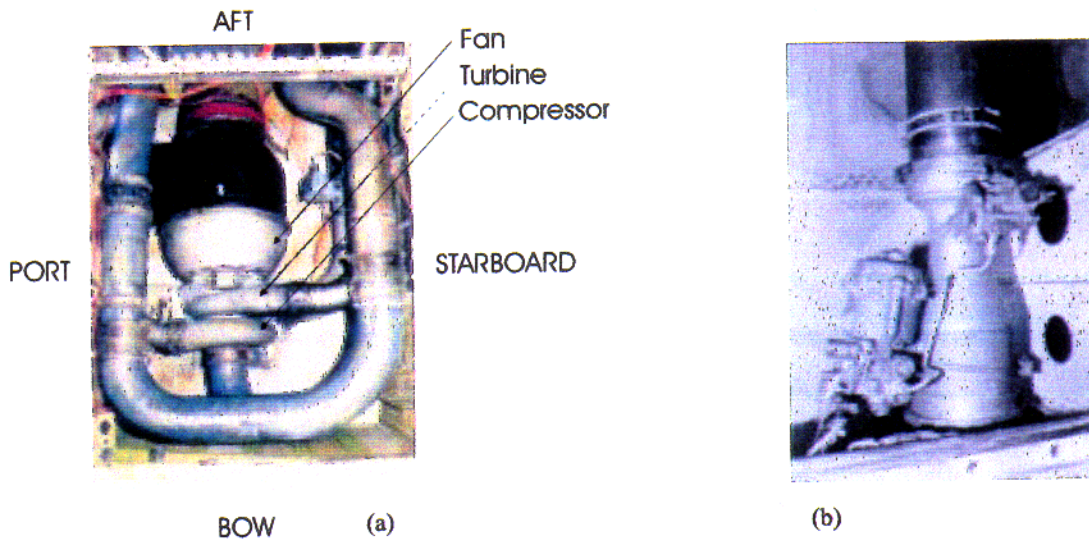 AFT
Fan
Turbine
Compressor
PORT
STARBOARD
BOW
(a)
(b)